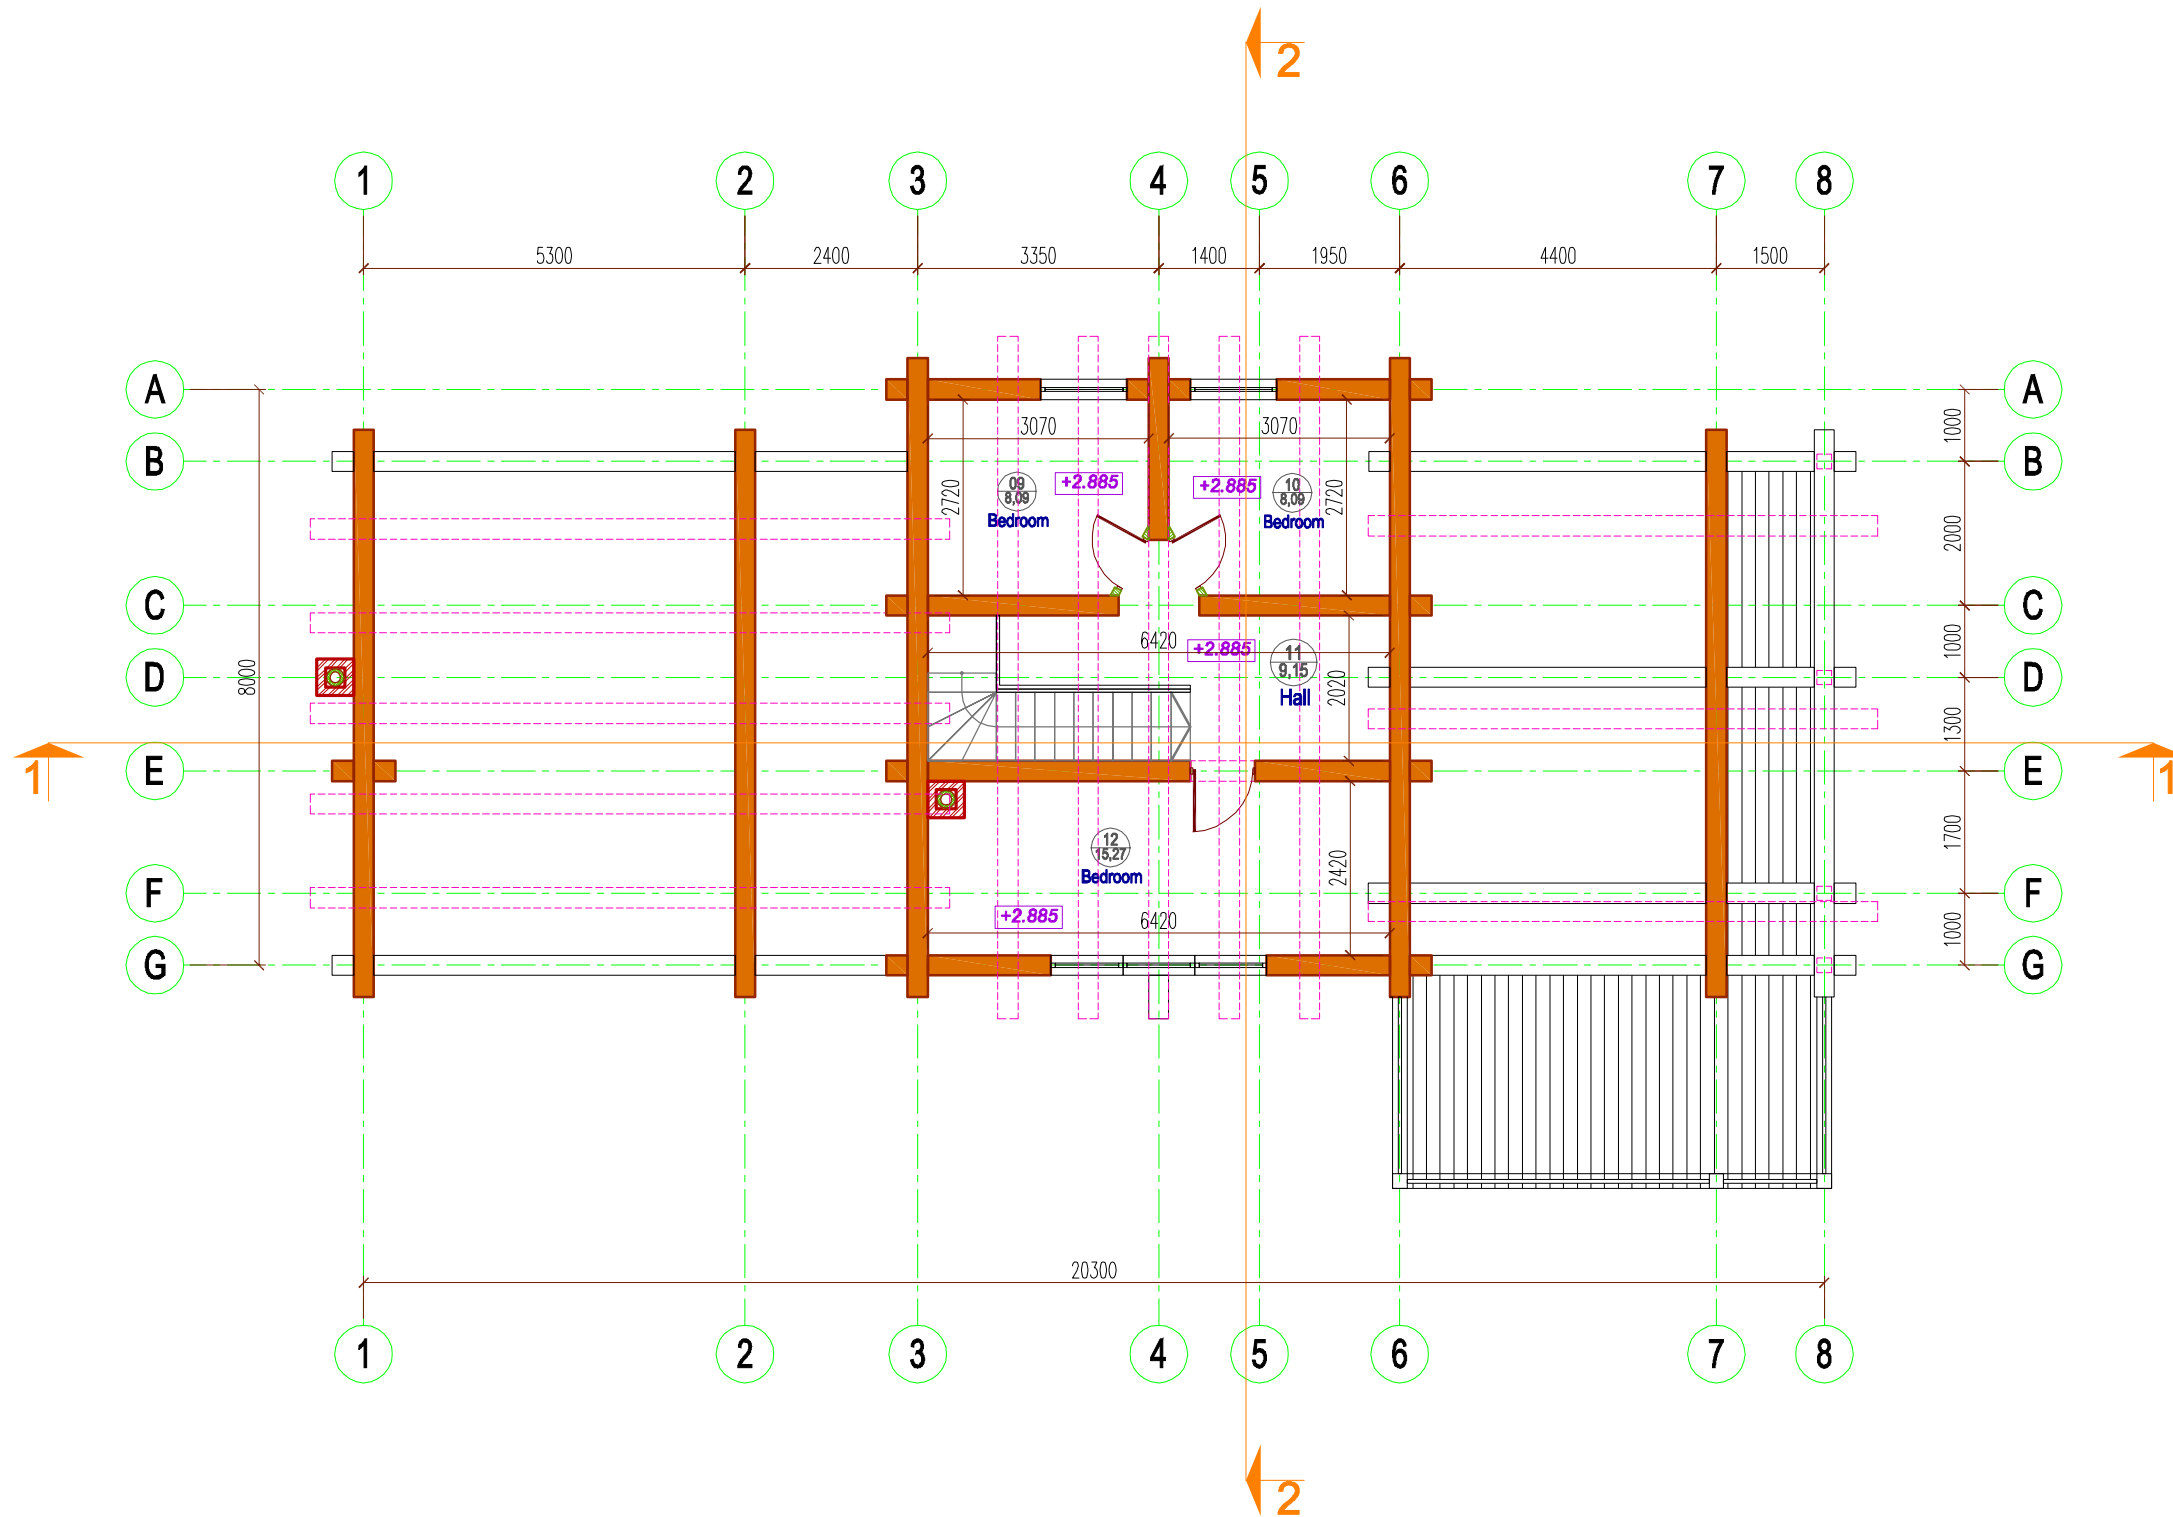 2
1 2 3 4 5 6 7 8
5300 2400 3350 1400 1950 4400 1500
A A
1000
3070 3070
B B
09 +2.885 +2.885 10
8,09 8,09
2720 2720
Bedroom Bedroom
2000
C C
6420 +2.885 11
9,15
1000
D 8000 D
2020
Hall
1300
1 1
E E
1700
12
15,27
2420
Bedroom
F F
+2.885 6420
1000
G G
20300
1 2 3 4 5 6 7 8
2